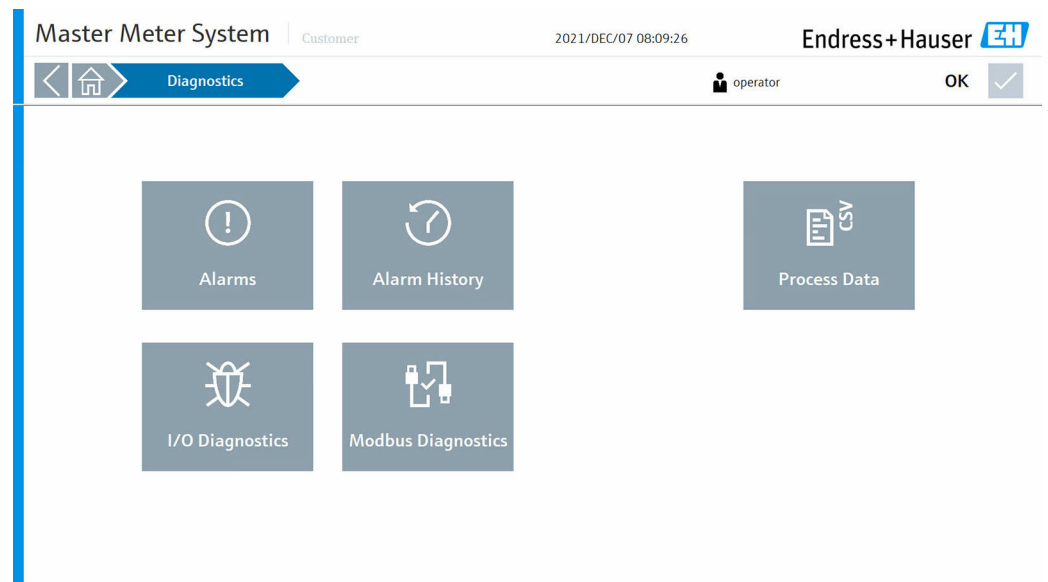 Master Meter System Customer 2021/DEC/07 08:09:26 Endress+Hauser EH
Diagnostics operator OK
Alarms Alarm History CSV Process Data
I/O Diagnostics Modbus Diagnostics